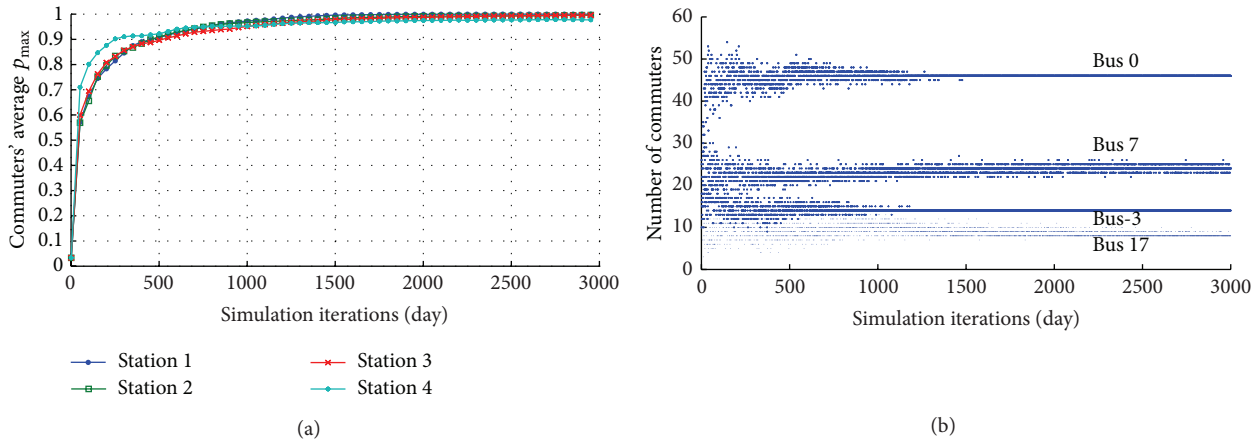 1
0.9
0.8
0.7
0.6
0.5
0.4
0.3
0.2
0.1
0
Commuters' average p max
0 500 1000 1500 2000 2500 3000
Simulation iterations (day)
Station 1 Station 3
Station 2 Station 4
(a)
60
50
40
30
20
10
0
Number of commuters
Bus 0
Bus 7
Bus-3
Bus 17
0 500 1000 1500 2000 2500 3000
Simulation iterations (day)
(b)